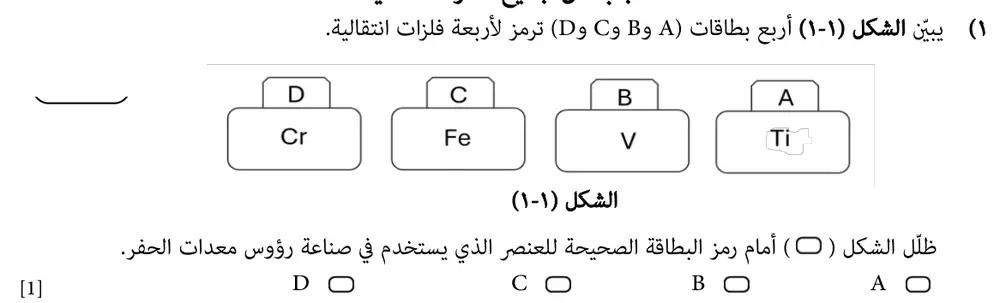 ١) يبيّن الشكل (١-١) أربع بطاقات (A وB وC وD) ترمز لأربعة فلزات انتقالية.
A B C D
Ti V Fe Cr
الشكل (١-١)
ظلّل الشكل ( ) أمام رمز البطاقة الصحيحة للعنصر الذي يستخدم في صناعة رؤوس معدات الحفر.
A B C D [1]